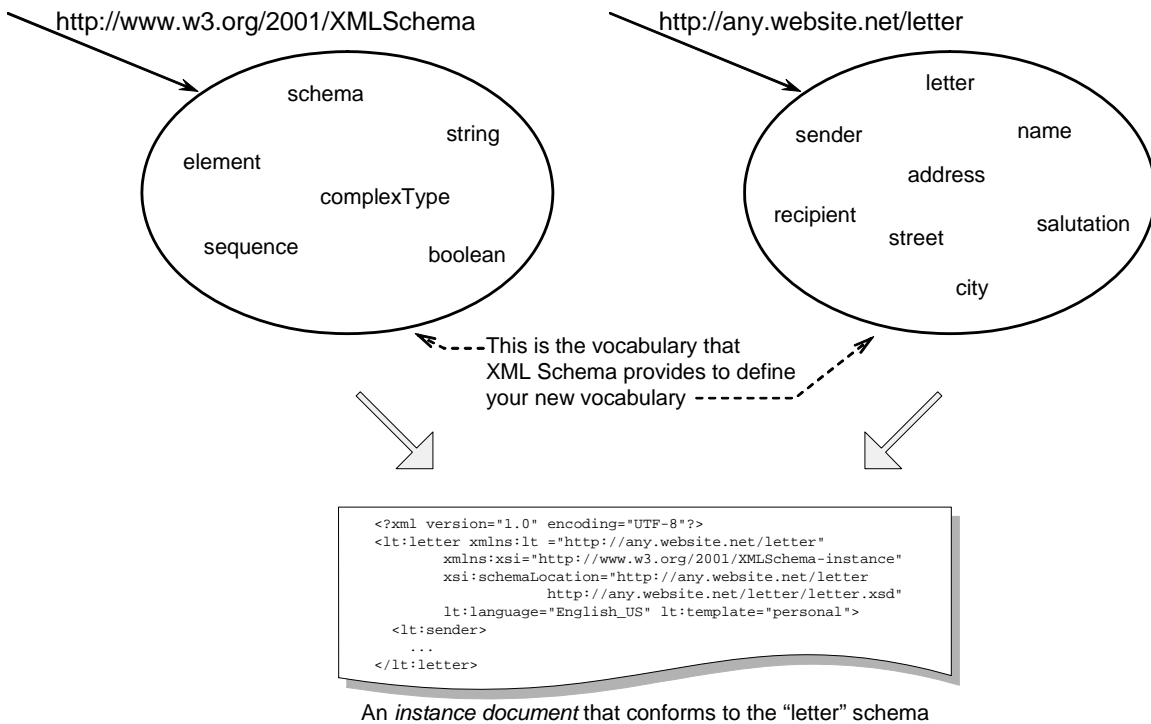 http://www.w3.org/2001/XMLSchema
schema
string
element
complexType
sequence
boolean
http://any.website.net/letter
letter
sender
name
address
recipient
salutation
street
city
This is the vocabulary that
XML Schema provides to define
your new vocabulary
<?xml version="1.0" encoding="UTF-8"?>
<lt:letter xmlns:lt ="http://any.website.net/letter"
xmlns:xsi="http://www.w3.org/2001/XMLSchema-instance"
xsi:schemaLocation="http://any.website.net/letter
http://any.website.net/letter/letter.xsd"
lt:language="English_US" lt:template="personal">
<lt:sender>
...
</lt:letter>
An instance document that conforms to the “letter” schema